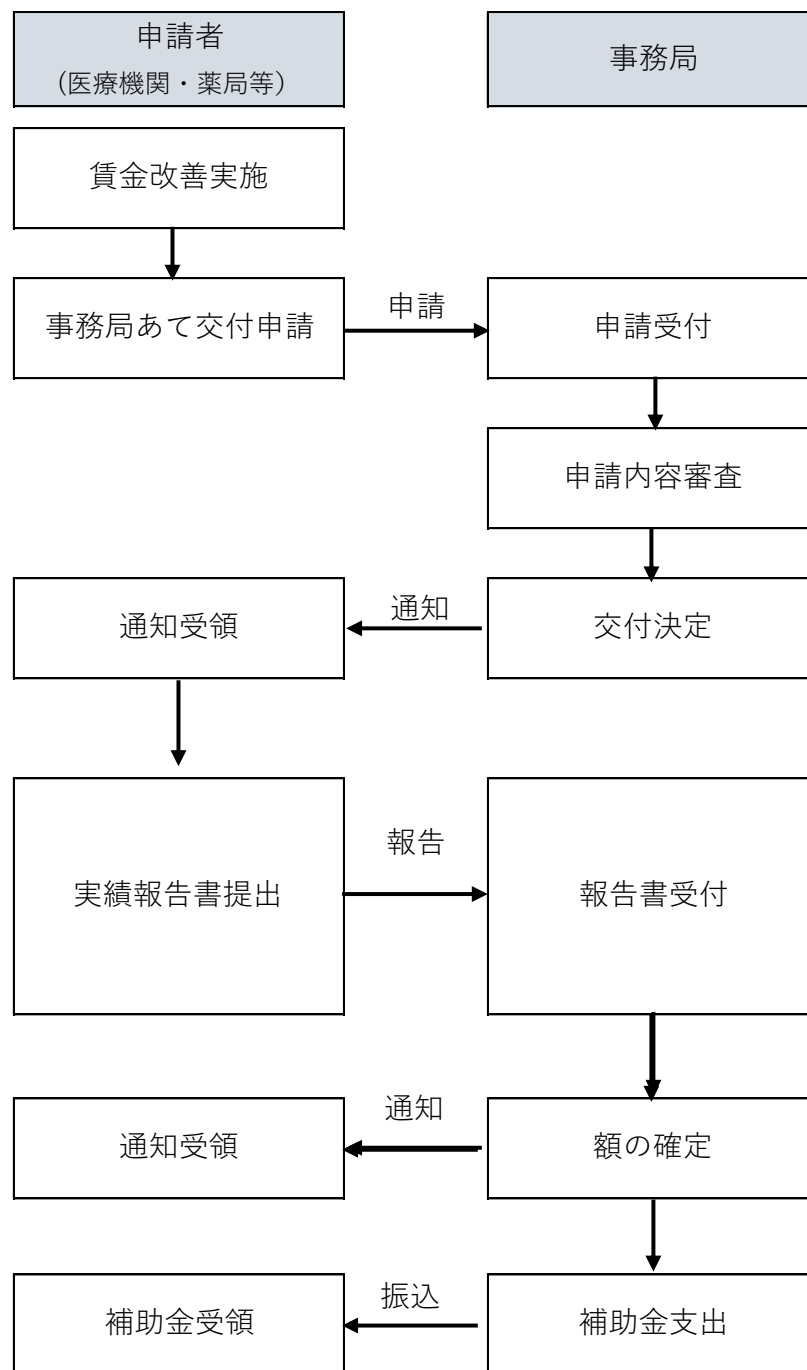 申請者
(医療機関・薬局等)
事務局
賃金改善実施
事務局あて交付申請
申請
申請受付
申請内容審査
通知受領
通知
交付決定
実績報告書提出
報告
報告書受付
通知受領
通知
額の確定
補助金受領
振込
補助金支出